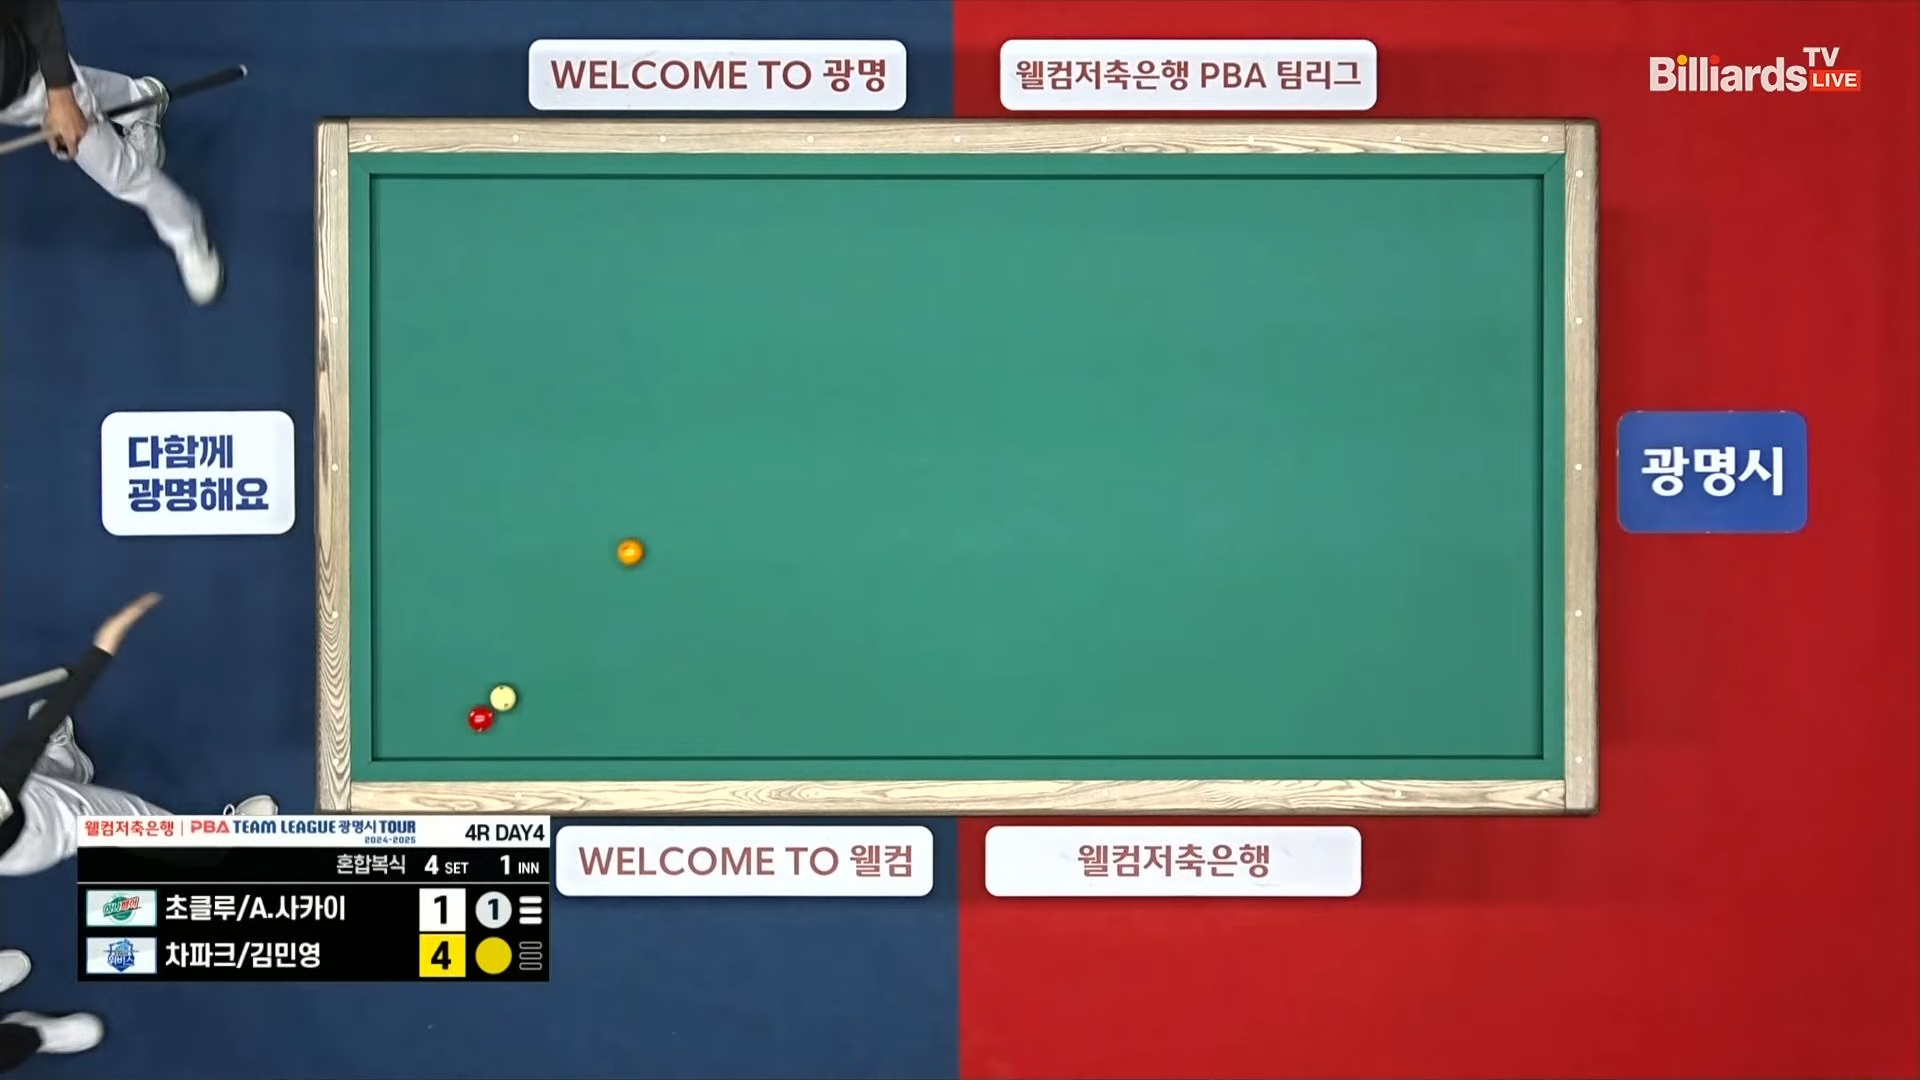 WELCOME TO 광명
웰컴저축은행 PBA 팀리그
Billiards TV
LIVE
다함께
광명해요
광명시
웰컴저축은행 | PBA TEAM LEAGUE 광명시 TOUR
2024-2025
4R DAY4
혼합복식 4 SET 1 INN
초클루/A.사카이 1 1
차파크/김민영 4
WELCOME TO 웰컴
웰컴저축은행